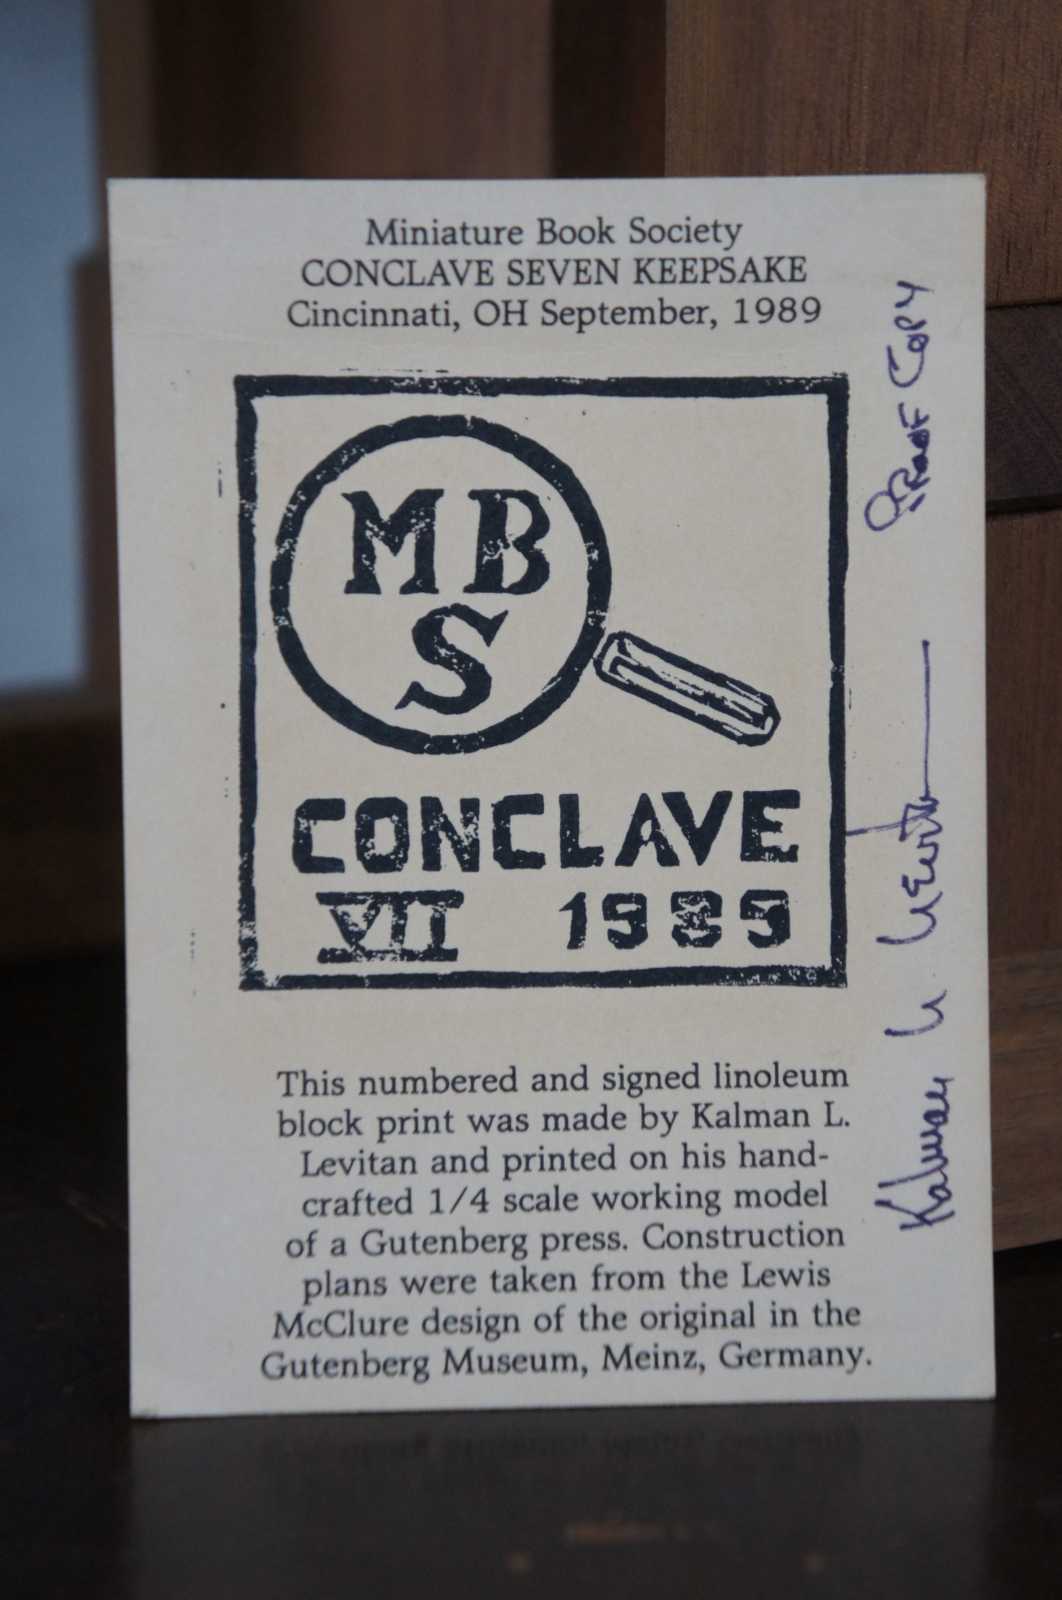 Miniature Book Society
CONCLAVE SEVEN KEEPSAKE
Cincinnati, OH September, 1989
M B
S
CONCLAVE
VII 1989
This numbered and signed linoleum
block print was made by Kalman L.
Levitan and printed on his hand-
crafted 1/4 scale working model
of a Gutenberg press. Construction
plans were taken from the Lewis
McClure design of the original in the
Gutenberg Museum, Meinz, Germany.
Kalman L Levitan
Proof Copy